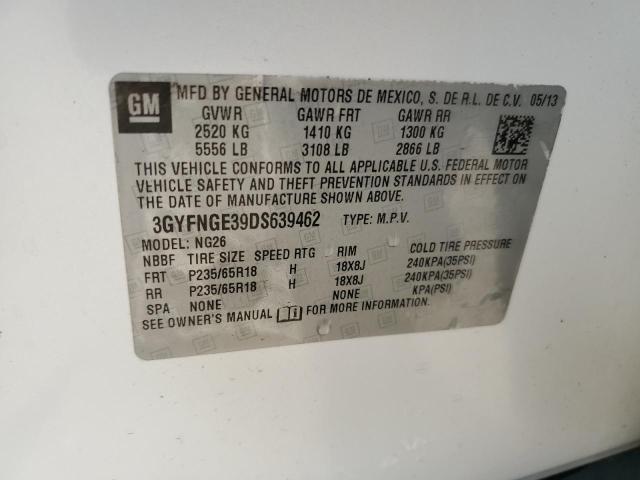 GM
MFD BY GENERAL MOTORS DE MEXICO, S. DE R.L. DE C.V. 05/13
GVWR GAWR FRT GAWR RR
2520 KG 1410 KG 1300 KG
5556 LB 3108 LB 2866 LB
THIS VEHICLE CONFORMS TO ALL APPLICABLE U.S. FEDERAL MOTOR
VEHICLE SAFETY AND THEFT PREVENTION STANDARDS IN EFFECT ON
THE DATE OF MANUFACTURE SHOWN ABOVE.
3GYFNGE39DS639462 TYPE: M.P.V.
MODEL: NG26
NBBF TIRE SIZE SPEED RTG RIM COLD TIRE PRESSURE
FRT P235/65R18 H 18X8J 240KPA(35PSI)
RR P235/65R18 H 18X8J 240KPA(35PSI)
SPA NONE NONE KPA(PSI)
SEE OWNER'S MANUAL FOR MORE INFORMATION.